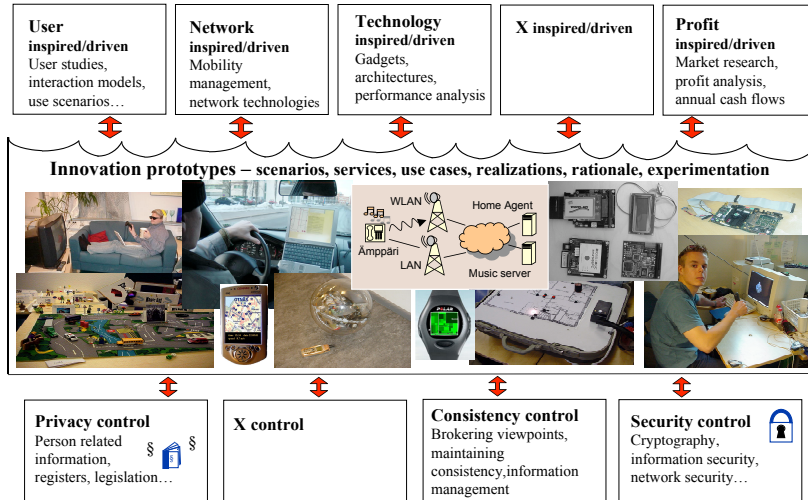 User
inspired/driven
User studies,
interaction models,
use scenarios…
Network
inspired/driven
Mobility
management,
network technologies
Technology
inspired/driven
Gadgets,
architectures,
performance analysis
X inspired/driven
Profit
inspired/driven
Market research,
profit analysis,
annual cash flows
Innovation prototypes – scenarios, services, use cases, realizations, rationale, experimentation
WLAN
Home Agent
Ämppäri
LAN
Music server
POLAR
Privacy control
Person related
information,
registers, legislation…
§ § §
X control
Consistency control
Brokering viewpoints,
maintaining
consistency,information
management
Security control
Cryptography,
information security,
network security…